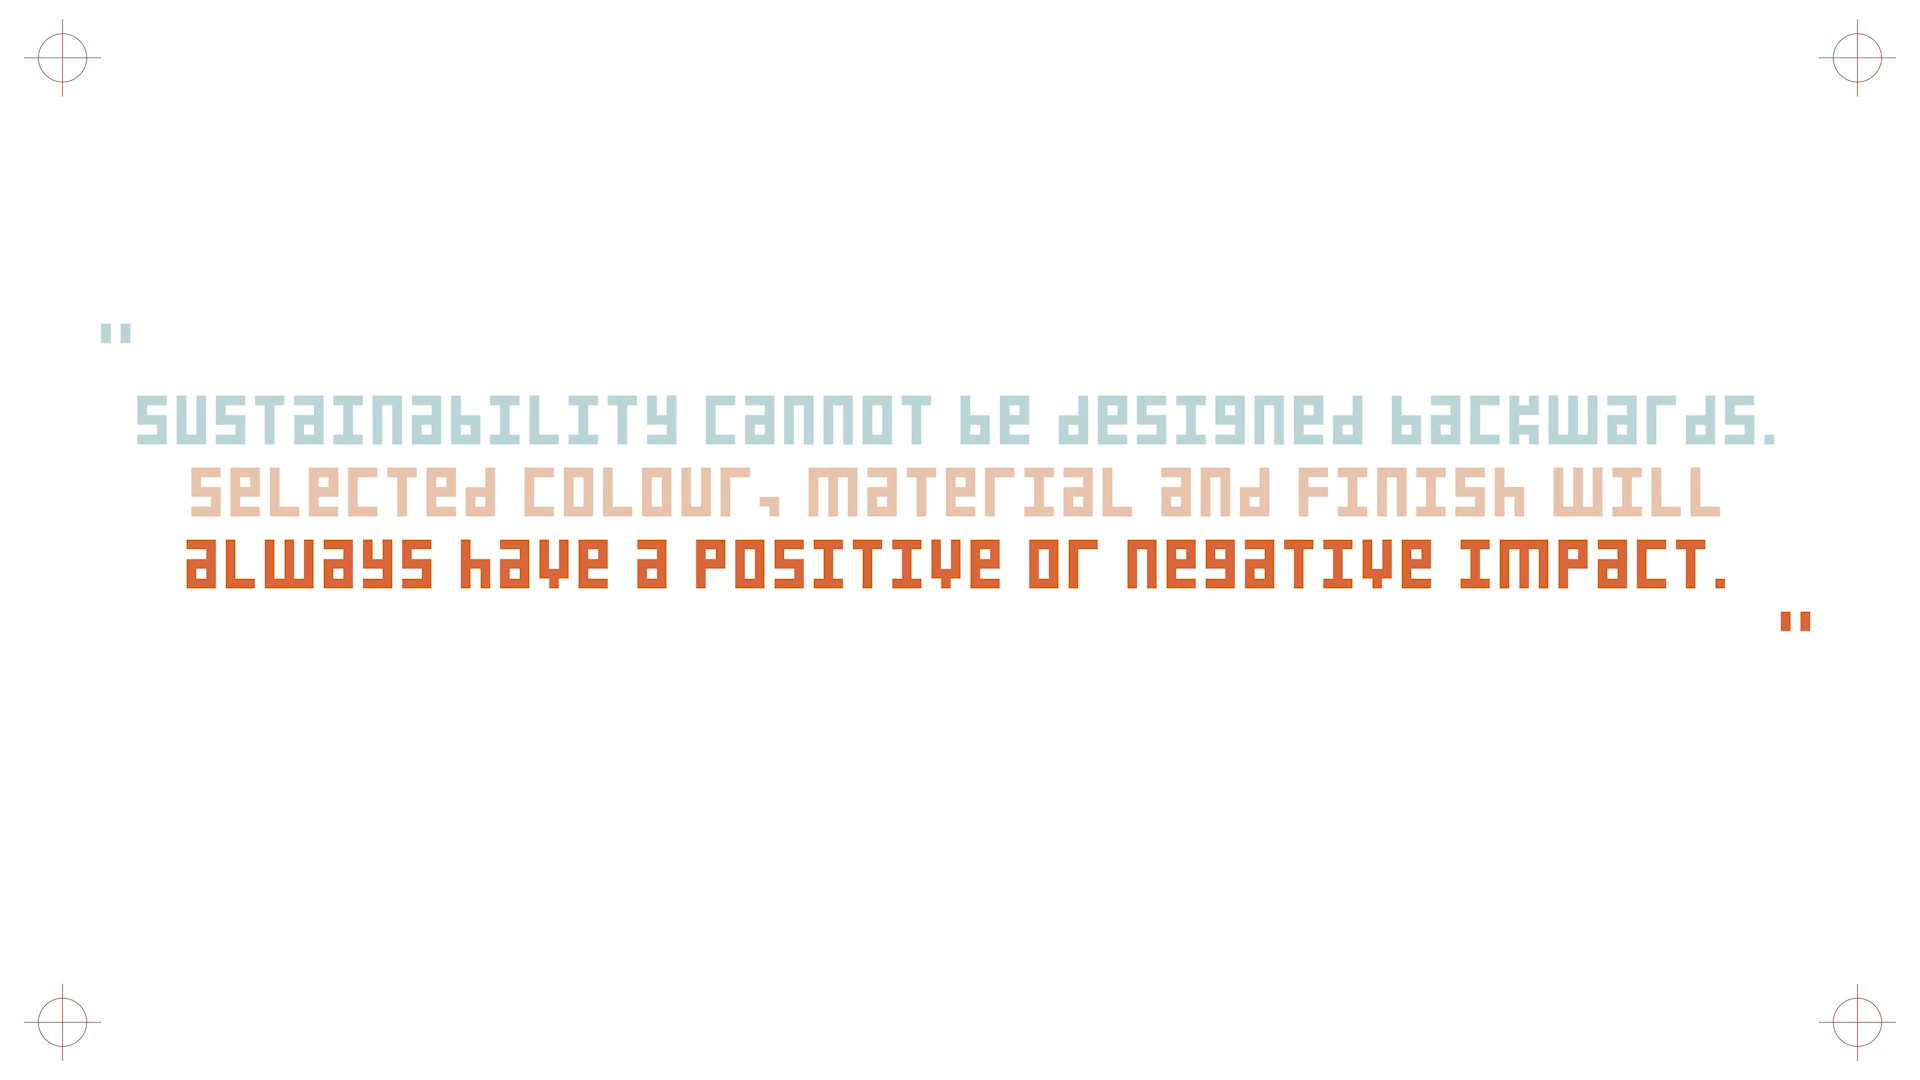 "
Sustainability cannot be designed backwards.
Selected colour, material and finish will
always have a positive or negative impact.
"